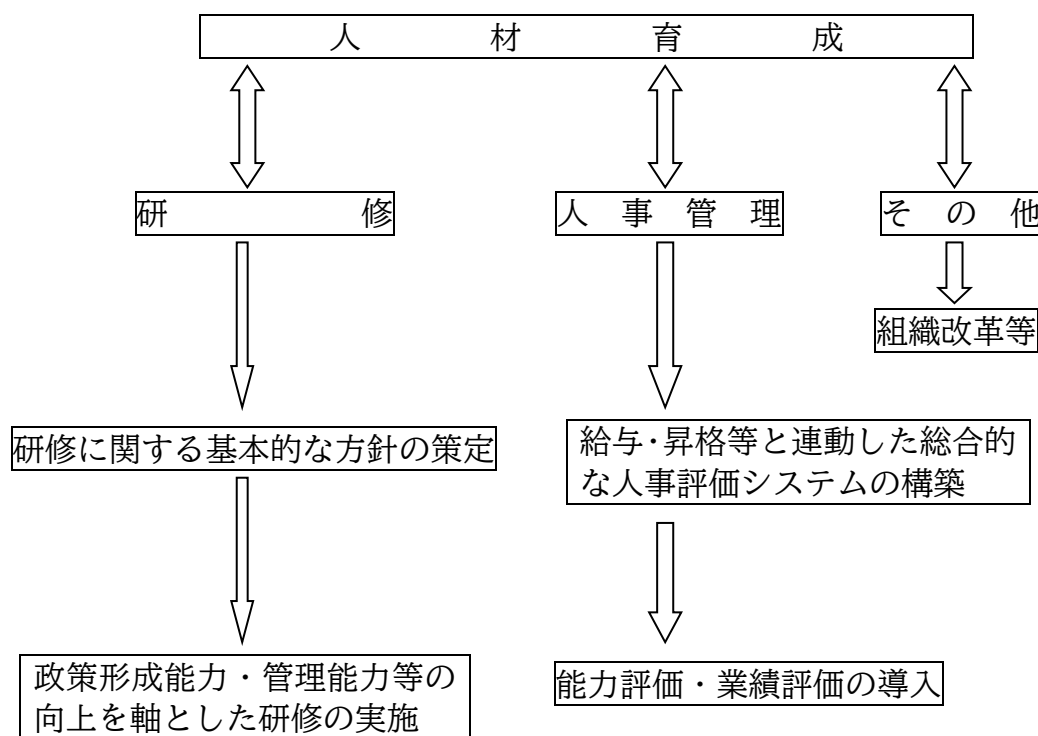 人材育成
研修
人事管理
その他
組織改革等
研修に関する基本的な方針の策定
給与･昇格等と連動した総合的
な人事評価システムの構築
政策形成能力・管理能力等の
向上を軸とした研修の実施
能力評価・業績評価の導入